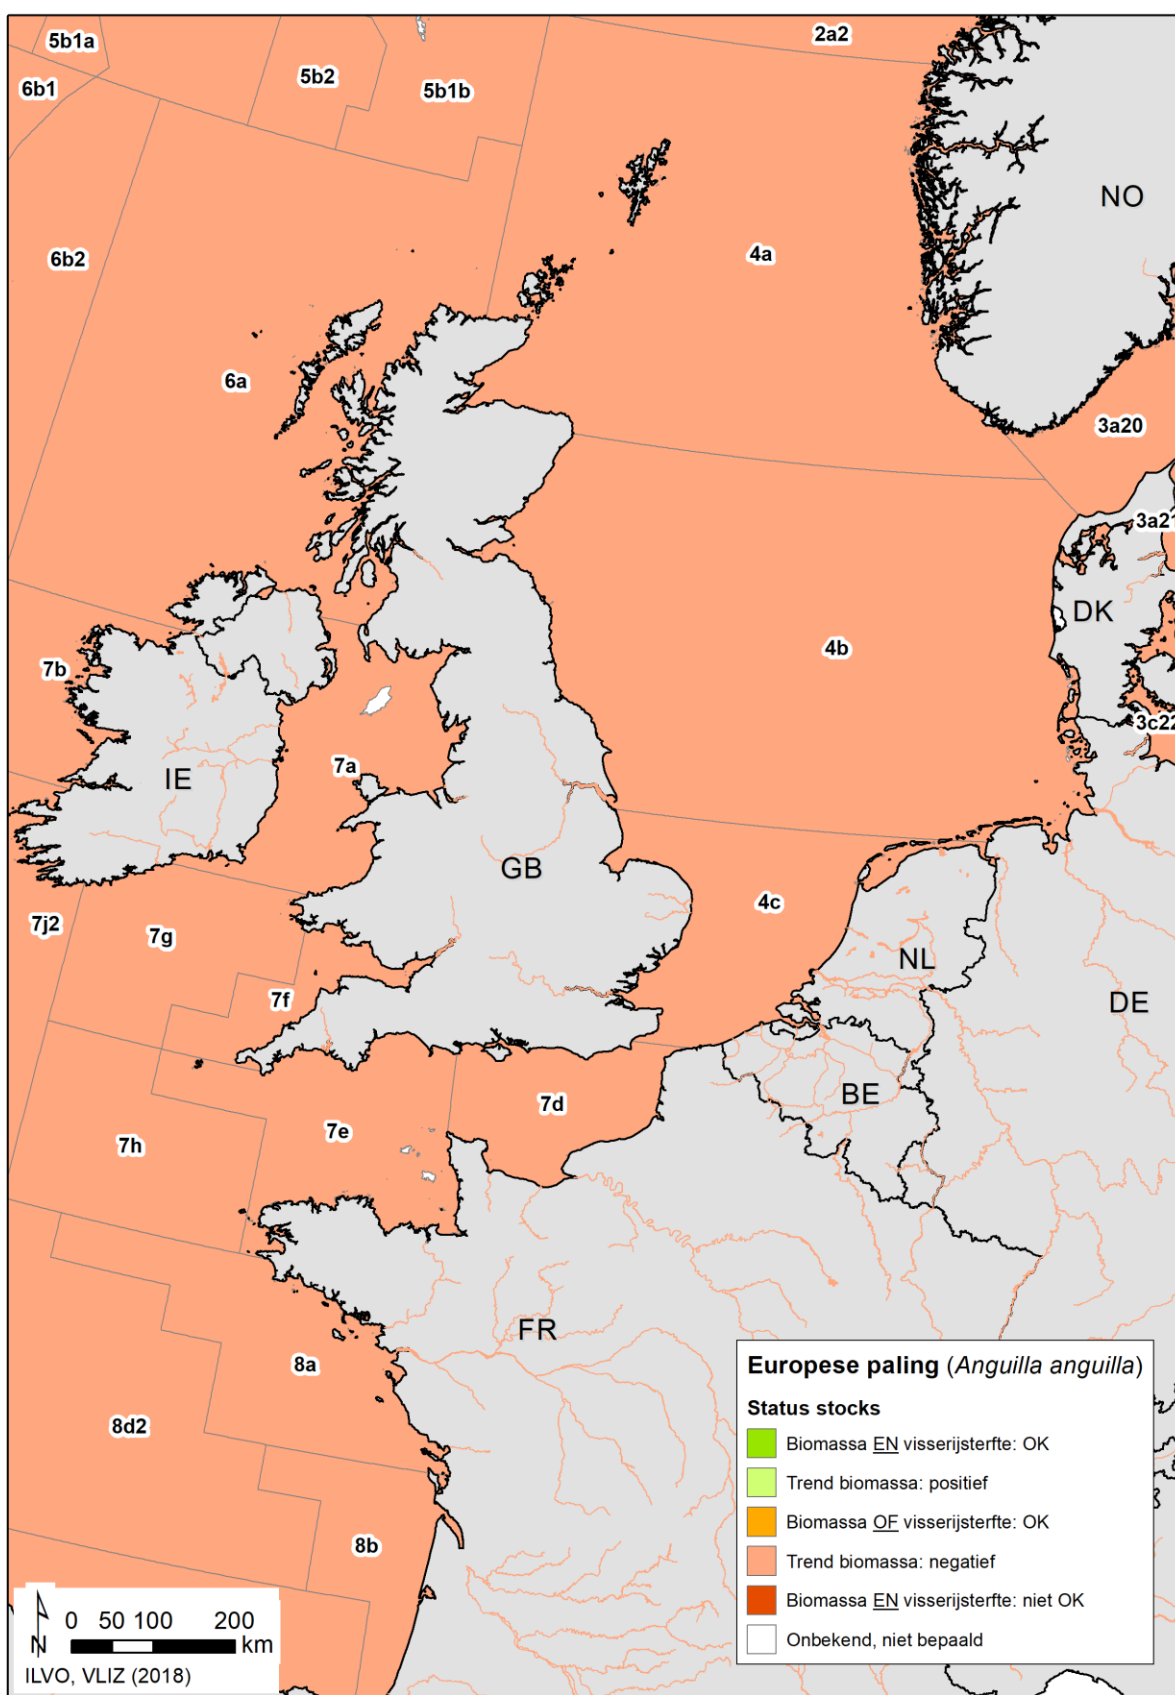 2a2
5b1a
5b2
6b1
5b1b
NO
6b2
4a
6a
3a20
3a21
DK
4b
7b
3c22
7a
IE
GB
4c
7j2
7g
NL
7f
DE
BE
7d
7e
7h
FR
8a
8d2
8b
Europese paling (Anguilla anguilla)
Status stocks
Biomassa EN visserijsterfte: OK
Trend biomassa: positief
Biomassa OF visserijsterfte: OK
Trend biomassa: negatief
Biomassa EN visserijsterfte: niet OK
Onbekend, niet bepaald
0 50 100 200
km
N
ILVO, VLIZ (2018)